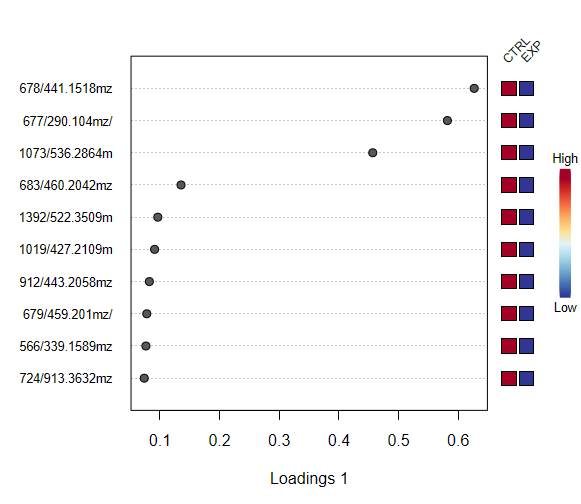 CTRL
EXP
678/441.1518mz
677/290.104mz/
1073/536.2864m
683/460.2042mz
1392/522.3509m
1019/427.2109m
912/443.2058mz
679/459.201mz/
566/339.1589mz
724/913.3632mz
High
Low
0.1 0.2 0.3 0.4 0.5 0.6
Loadings 1